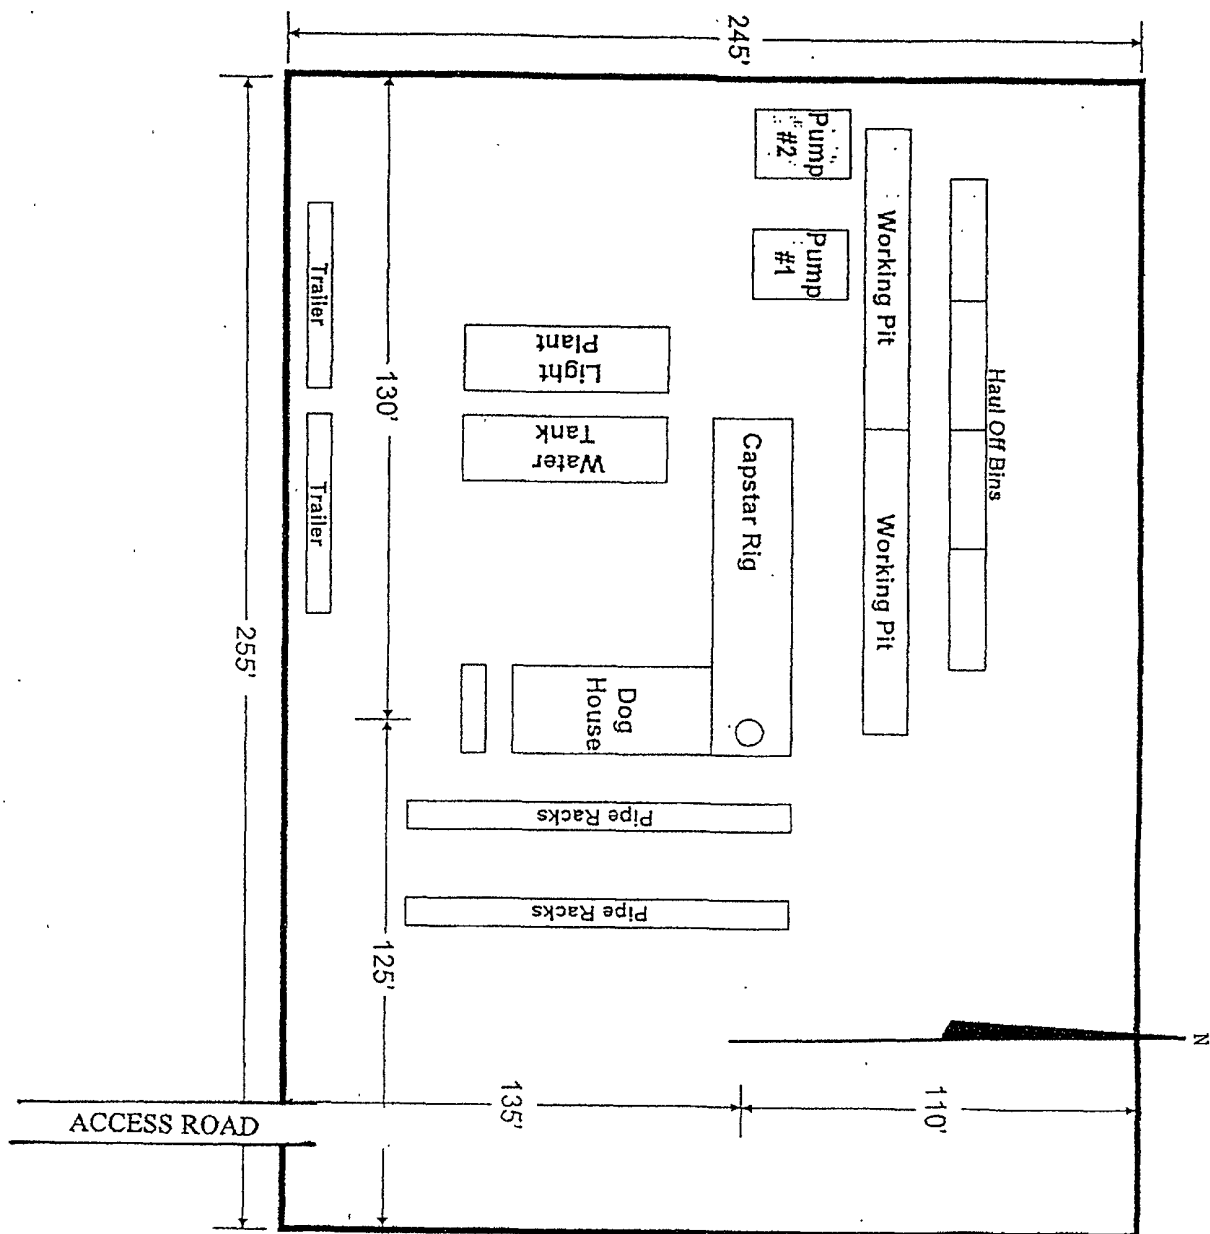 245'
Pump
#2
Working Pit
Pump
#1
Trailer
Light
Plant
130'
Haul Off Bins
Water
Tank
Capstar Rig
Trailer
Working Pit
255'
Dog
House
Pipe Racks
Pipe Racks
125'
N
135'
110'
ACCESS ROAD